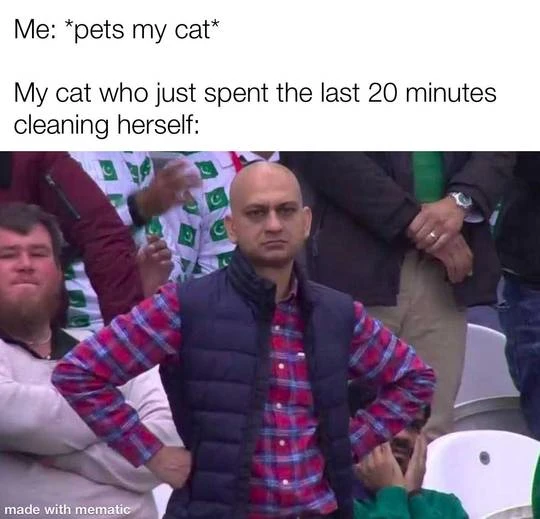 Me: *pets my cat*
My cat who just spent the last 20 minutes
cleaning herself:
made with mematic